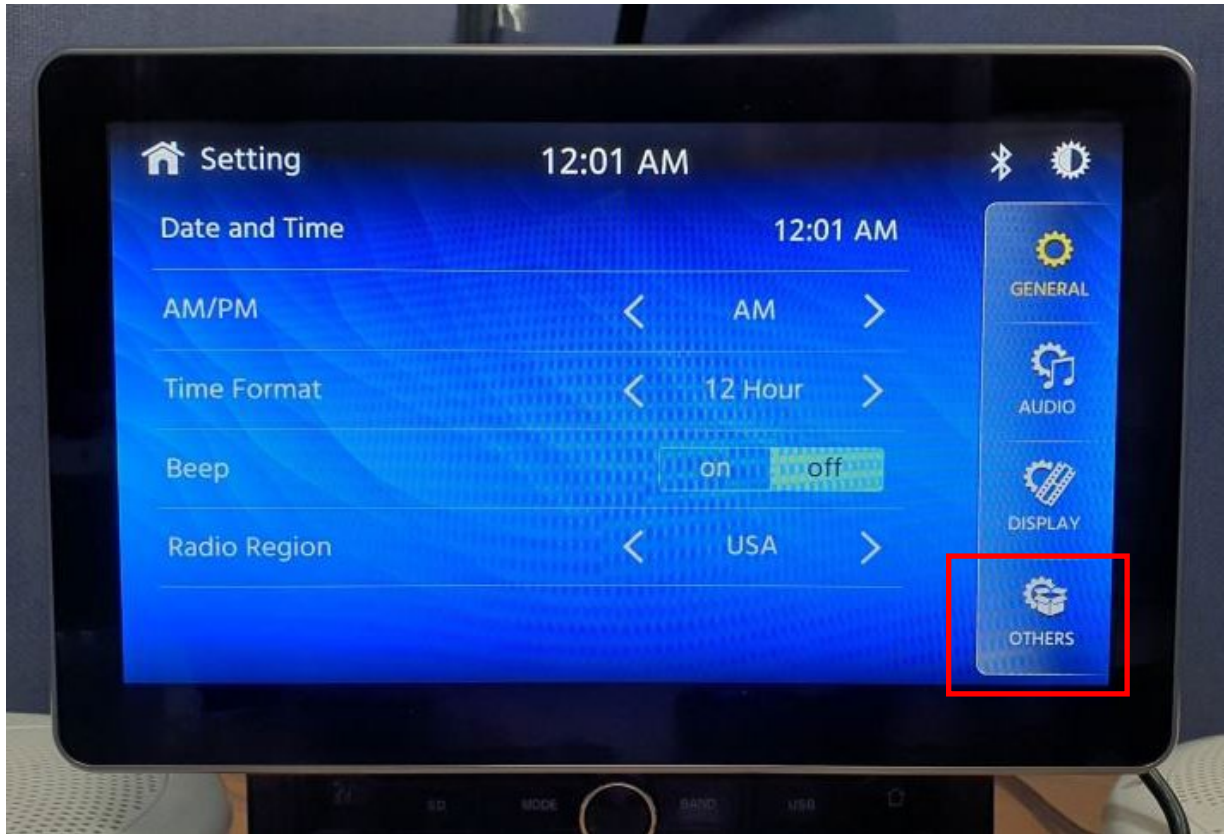 Setting 12:01 AM
Date and Time 12:01 AM
AM/PM AM
Time Format 12 Hour
Beep on off
Radio Region USA
GENERAL
AUDIO
DISPLAY
OTHERS
SD MODE BAND USB